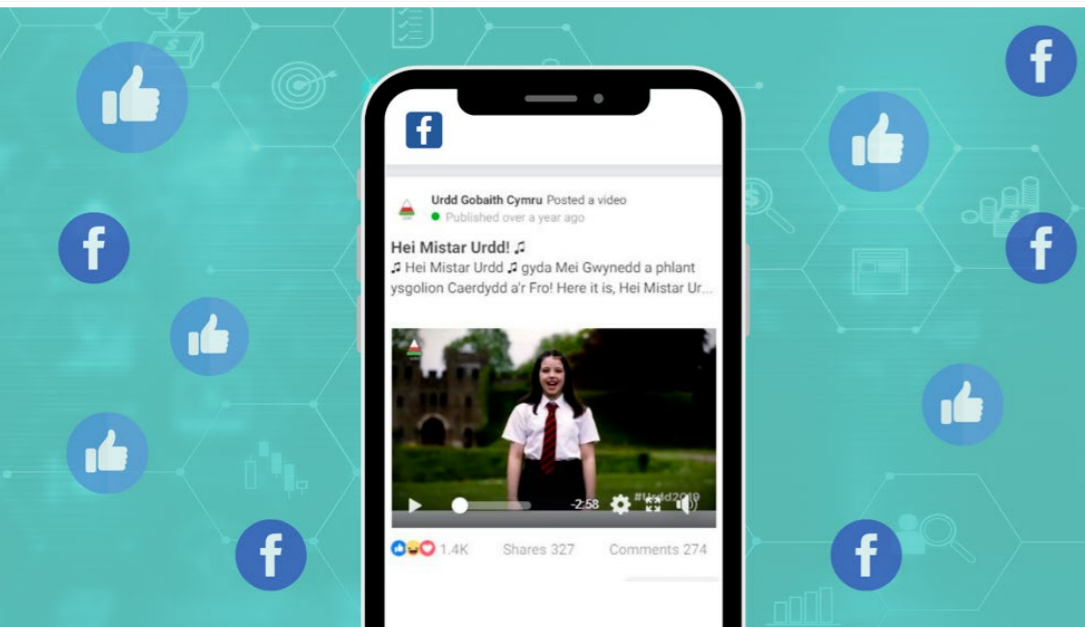 Urdd Gobaith Cymru Posted a video
Published over a year ago
Hei Mistar Urdd! ♫
♫ Hei Mistar Urdd ♫ gyda Mei Gwynedd a phlant
ysgolion Caerdydd a'r Fro! Here it is, Hei Mistar Ur...
#Urdd2019
-2:58
1.4K Shares 327 Comments 274